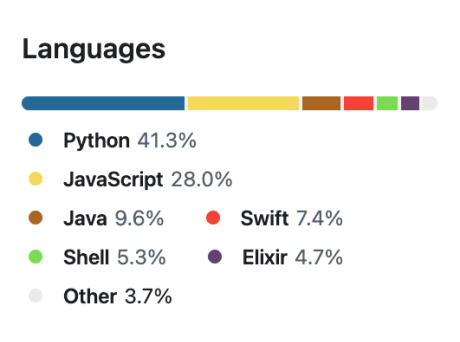 Languages
Python 41.3%
JavaScript 28.0%
Java 9.6% Swift 7.4%
Shell 5.3% Elixir 4.7%
Other 3.7%